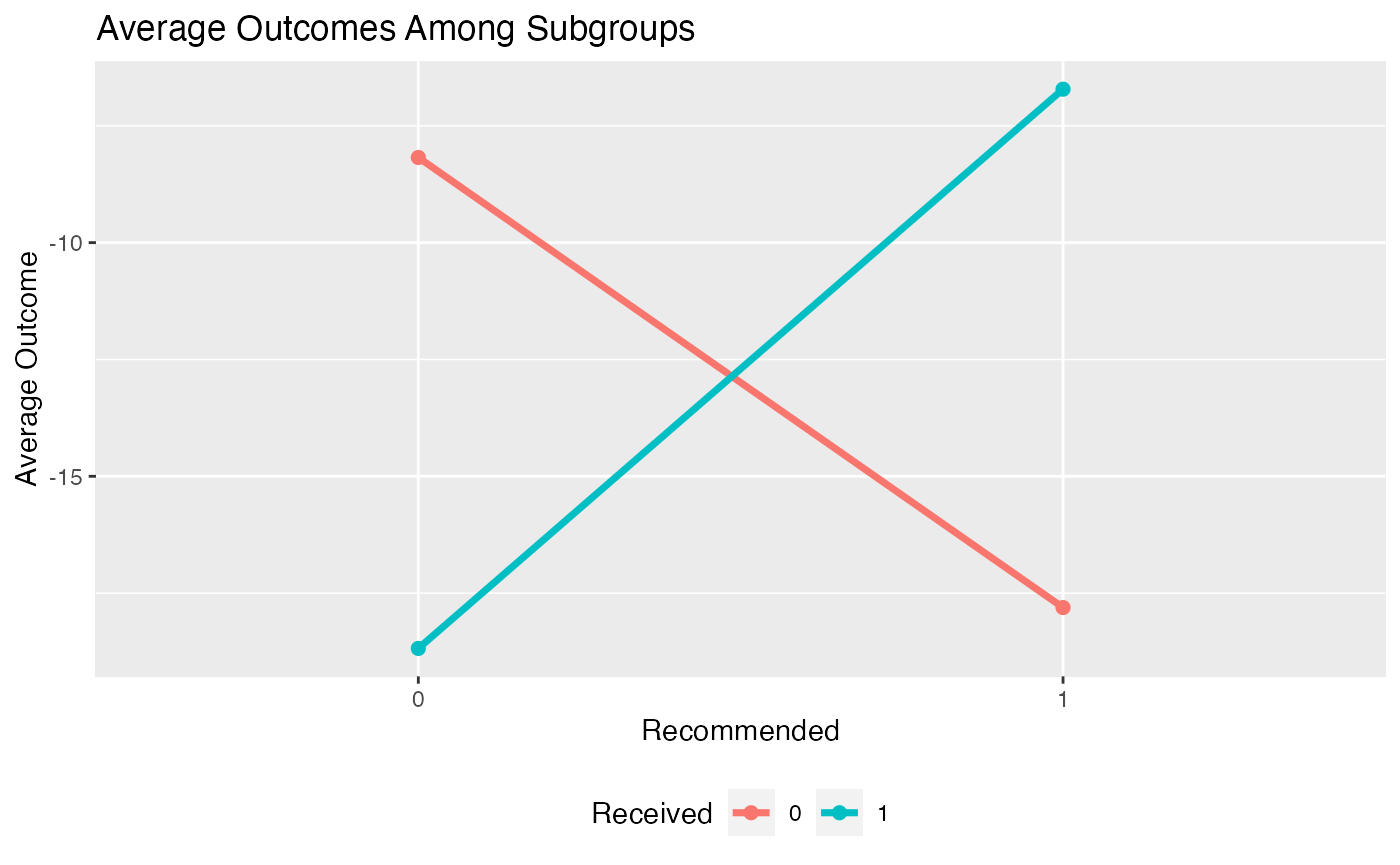 Average Outcomes Among Subgroups
Average Outcome
-10
-15
0
1
Recommended
Received 0 1